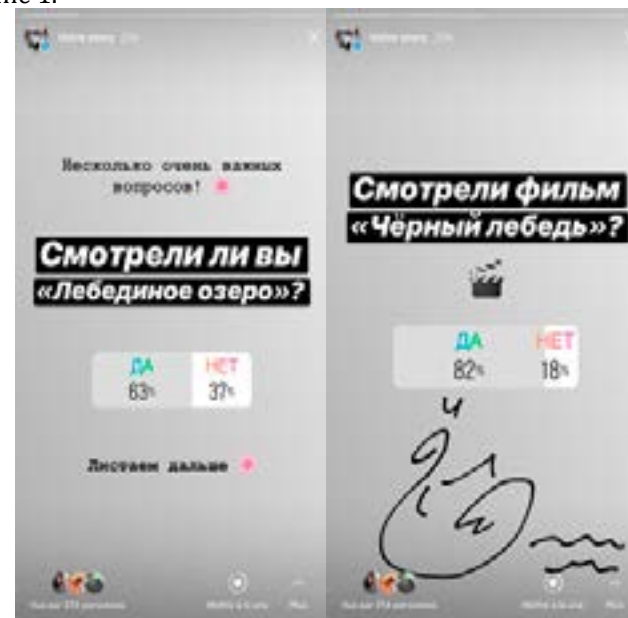 Несколько очень важных
вопросов!
Смотрели ли вы
«Лебединое озеро»?
ДА НЕТ
63% 37%
Листаем дальше
Смотрели фильм
«Чёрный лебедь»?
ДА НЕТ
82% 18%